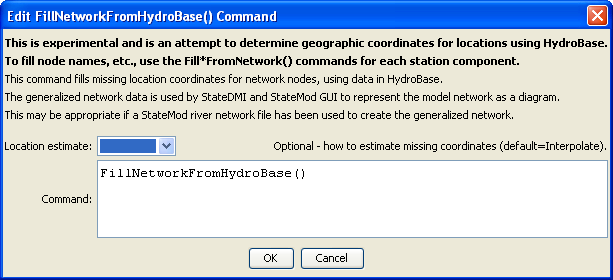 Edit FillNetworkFromHydroBase() Command
This is experimental and is an attempt to determine geographic coordinates for locations using HydroBase.
To fill node names, etc., use the Fill*FromNetwork() commands for each station component.
This command fills missing location coordinates for network nodes, using data in HydroBase.
The generalized network data is used by StateDMI and StateMod GUI to represent the model network as a diagram.
This may be appropriate if a StateMod river network file has been used to create the generalized network.
Location estimate: Optional - how to estimate missing coordinates (default=Interpolate).
FillNetworkFromHydroBase()
Command:
OK Cancel